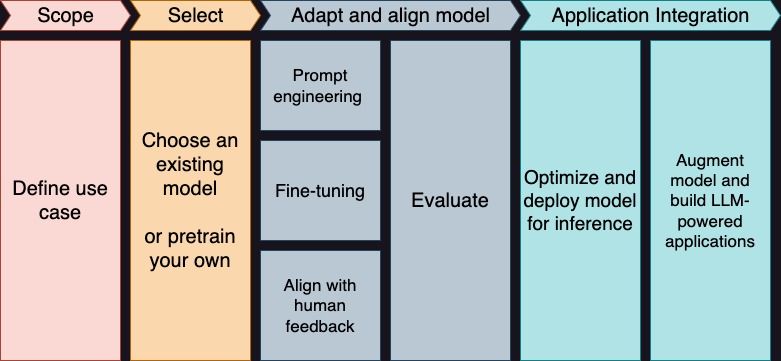 Scope
Select
Adapt and align model
Application Integration
Define use
case
Choose an
existing
model
or pretrain
your own
Prompt
engineering
Fine-tuning
Align with
human
feedback
Evaluate
Optimize and
deploy model
for inference
Augment
model and
build LLM-
powered
applications